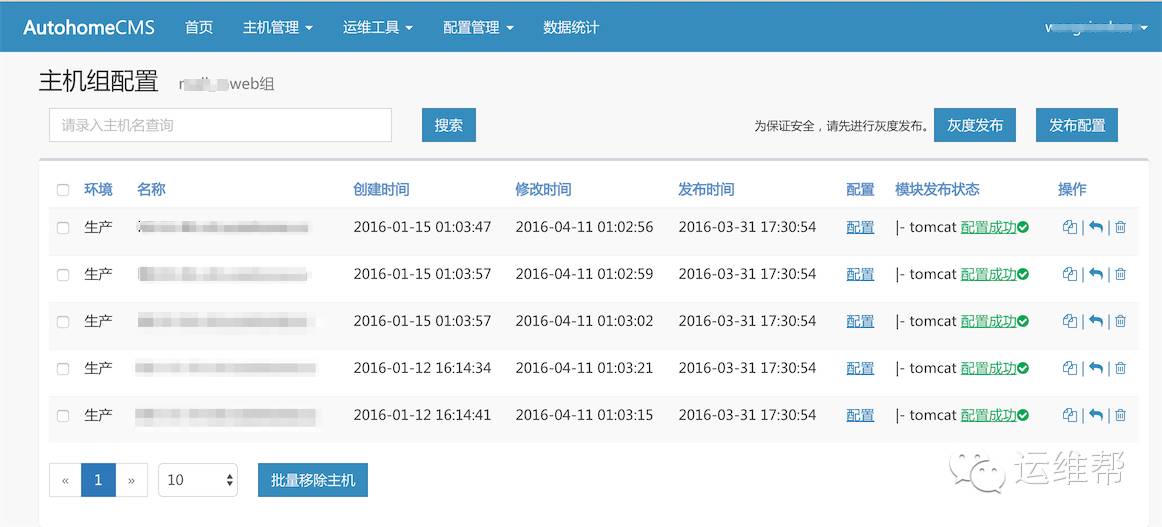 AutohomeCMS 首页 主机管理 运维工具 配置管理 数据统计
主机组配置 web组
请录入主机名查询 搜索 为保证安全，请先进行灰度发布。 灰度发布 发布配置
环境 名称 创建时间 修改时间 发布时间 配置 模块发布状态 操作
生产 2016-01-15 01:03:47 2016-04-11 01:02:56 2016-03-31 17:30:54 配置 |- tomcat 配置成功 | |
生产 2016-01-15 01:03:57 2016-04-11 01:02:59 2016-03-31 17:30:54 配置 |- tomcat 配置成功 | |
生产 2016-01-15 01:03:57 2016-04-11 01:03:02 2016-03-31 17:30:54 配置 |- tomcat 配置成功 | |
生产 2016-01-12 16:14:34 2016-04-11 01:03:21 2016-03-31 17:30:54 配置 |- tomcat 配置成功 | |
生产 2016-01-12 16:14:41 2016-04-11 01:03:15 2016-03-31 17:30:54 配置 |- tomcat 配置成功 | |
« 1 » 10 批量移除主机
运维帮